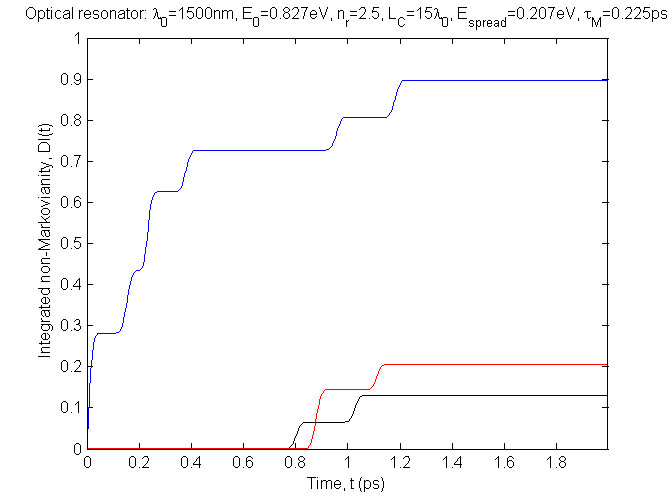 Optical resonator: λ0=1500nm, E0=0.827eV, nr=2.5, LC=15λ0, Espread=0.207eV, τM=0.225ps
1
0.9
0.8
0.7
0.6
0.5
0.4
0.3
0.2
0.1
0
Integrated non-Markovianity, DI(t)
0 0.2 0.4 0.6 0.8 1 1.2 1.4 1.6 1.8
Time, t (ps)